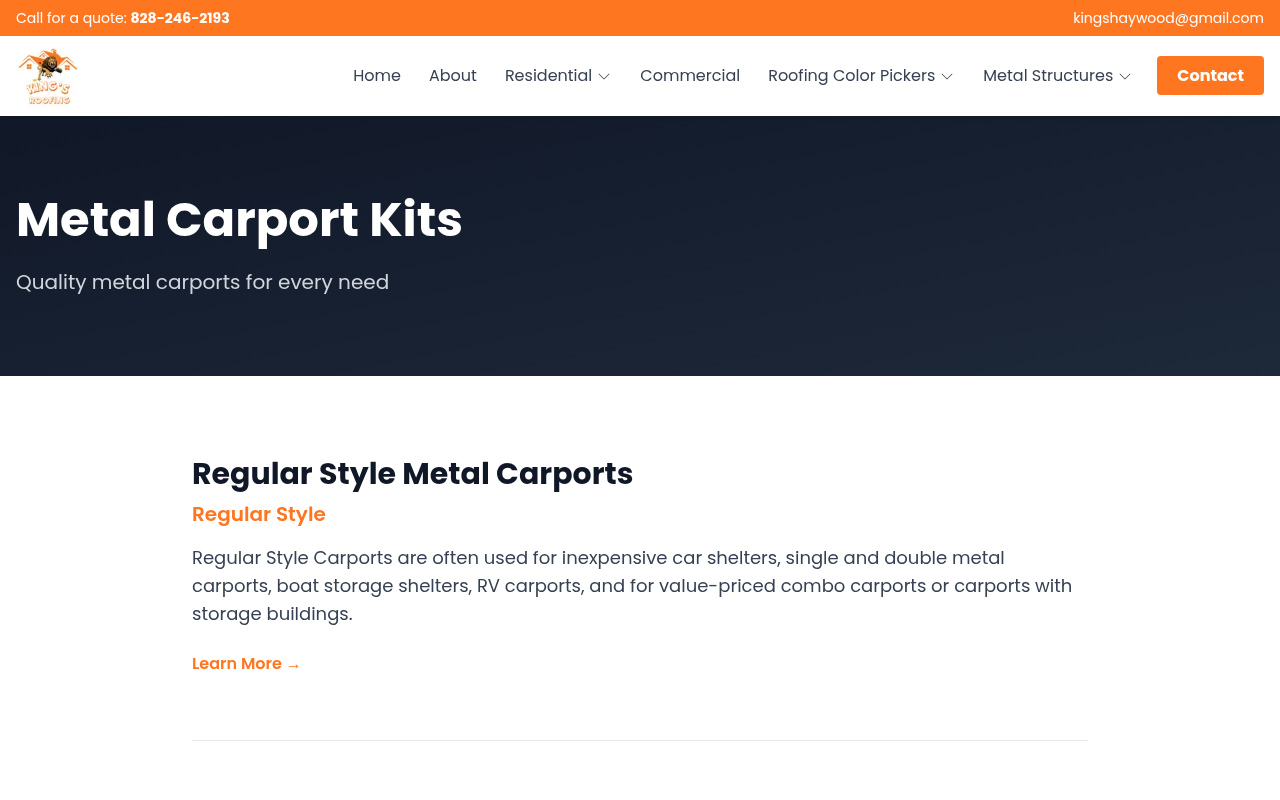 Call for a quote: 828-246-2193
kingshaywood@gmail.com
KING'S
ROOFING
Home About Residential Commercial Roofing Color Pickers Metal Structures Contact
Metal Carport Kits
Quality metal carports for every need
Regular Style Metal Carports
Regular Style
Regular Style Carports are often used for inexpensive car shelters, single and double metal
carports, boat storage shelters, RV carports, and for value-priced combo carports or carports with
storage buildings.
Learn More →